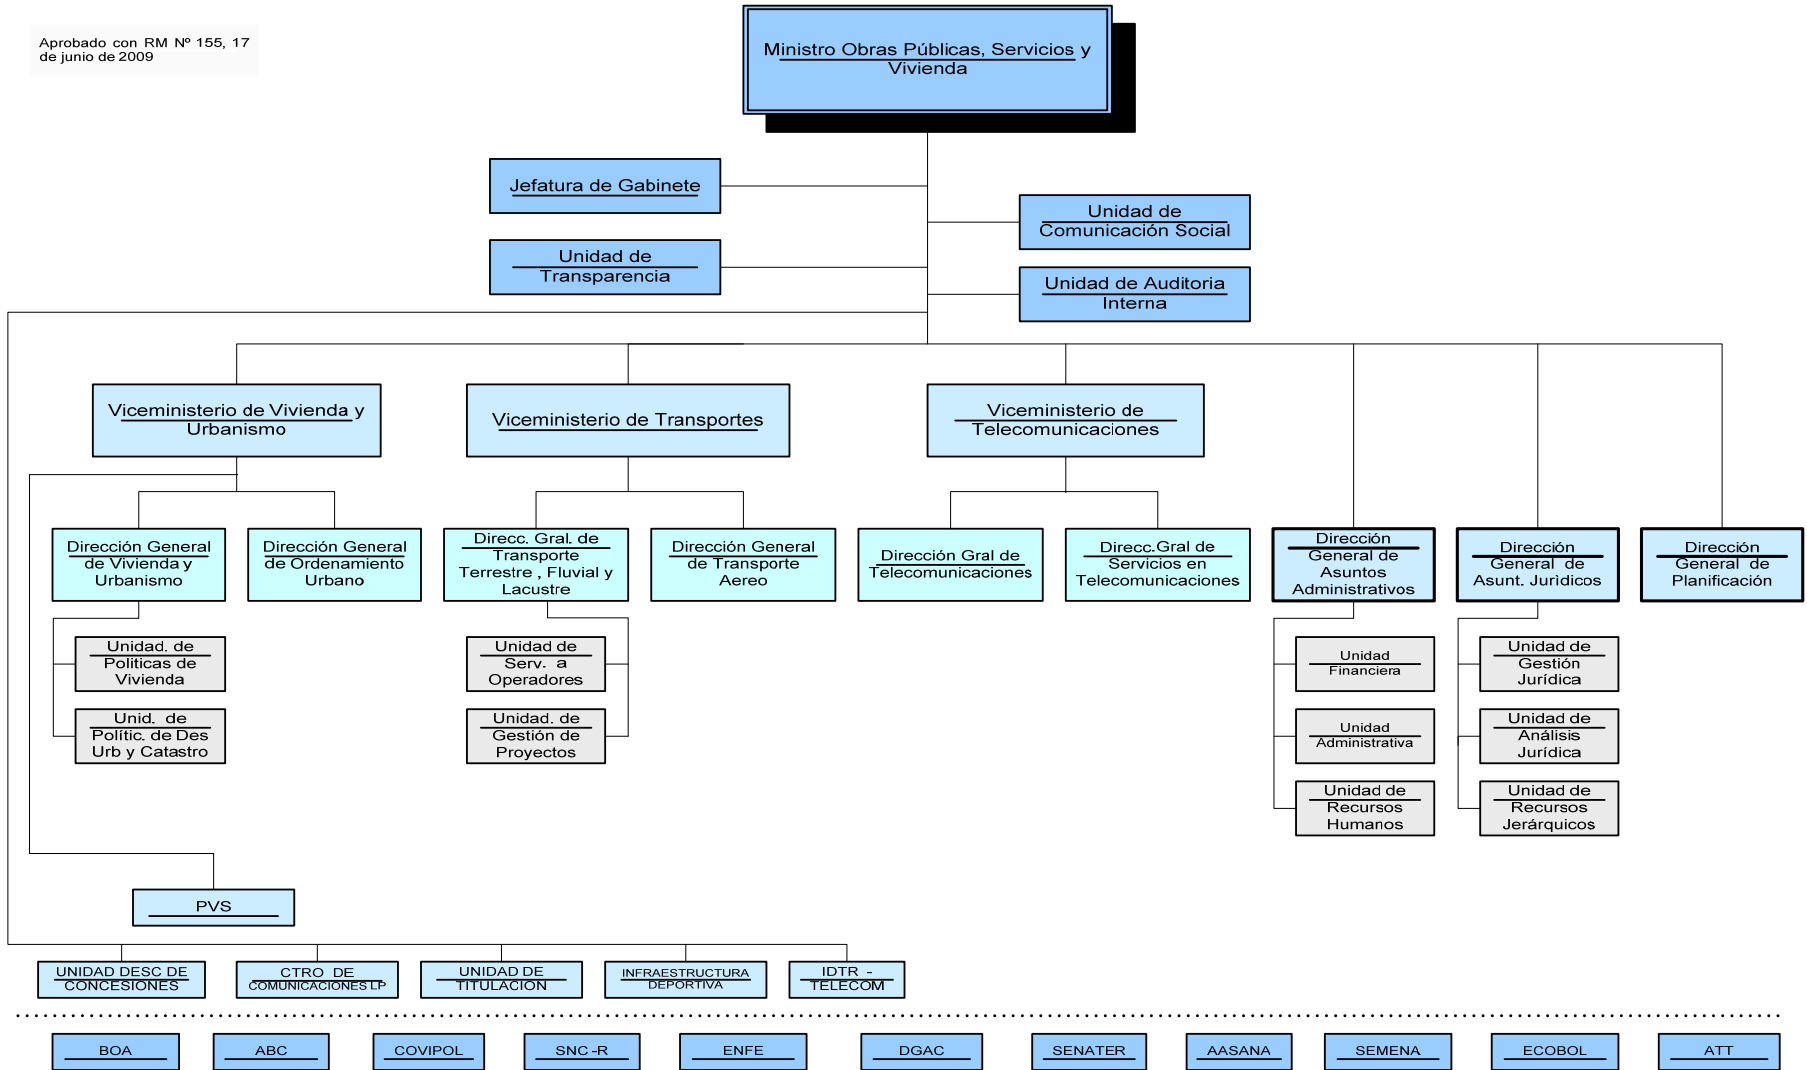 Aprobado con RM Nº 155, 17
de junio de 2009
Ministro Obras Públicas, Servicios y
Vivienda
Jefatura de Gabinete
Unidad de
Comunicación Social
Unidad de
Transparencia
Unidad de Auditoria
Interna
Viceministerio de Vivienda y
Urbanismo
Viceministerio de Transportes
Viceministerio de
Telecomunicaciones
Dirección General
de Vivienda y
Urbanismo
Dirección General
de Ordenamiento
Urbano
Direcc. Gral. de
Transporte
Terrestre , Fluvial y
Lacustre
Dirección General
de Transporte
Aereo
Dirección Gral de
Telecomunicaciones
Direcc.Gral de
Servicios en
Telecomunicaciones
Dirección
General de
Asuntos
Administrativos
Dirección
General de
Asunt. Jurìdicos
Dirección
General de
Planificación
Unidad. de
Politicas de
Vivienda
Unidad de
Serv. a
Operadores
Unidad
Financiera
Unidad de
Gestión
Jurídica
Unid. de
Polític. de Des
Urb y Catastro
Unidad. de
Gestión de
Proyectos
Unidad
Administrativa
Unidad de
Análisis
Jurídica
Unidad de
Recursos
Humanos
Unidad de
Recursos
Jerárquicos
PVS
UNIDAD DESC DE
CONCESIONES
CTRO DE
COMUNICACIONES LP
UNIDAD DE
TITULACION
INFRAESTRUCTURA
DEPORTIVA
IDTR -
TELECOM
BOA
ABC
COVIPOL
SNC-R
ENFE
DGAC
SENATER
AASANA
SEMENA
ECOBOL
ATT